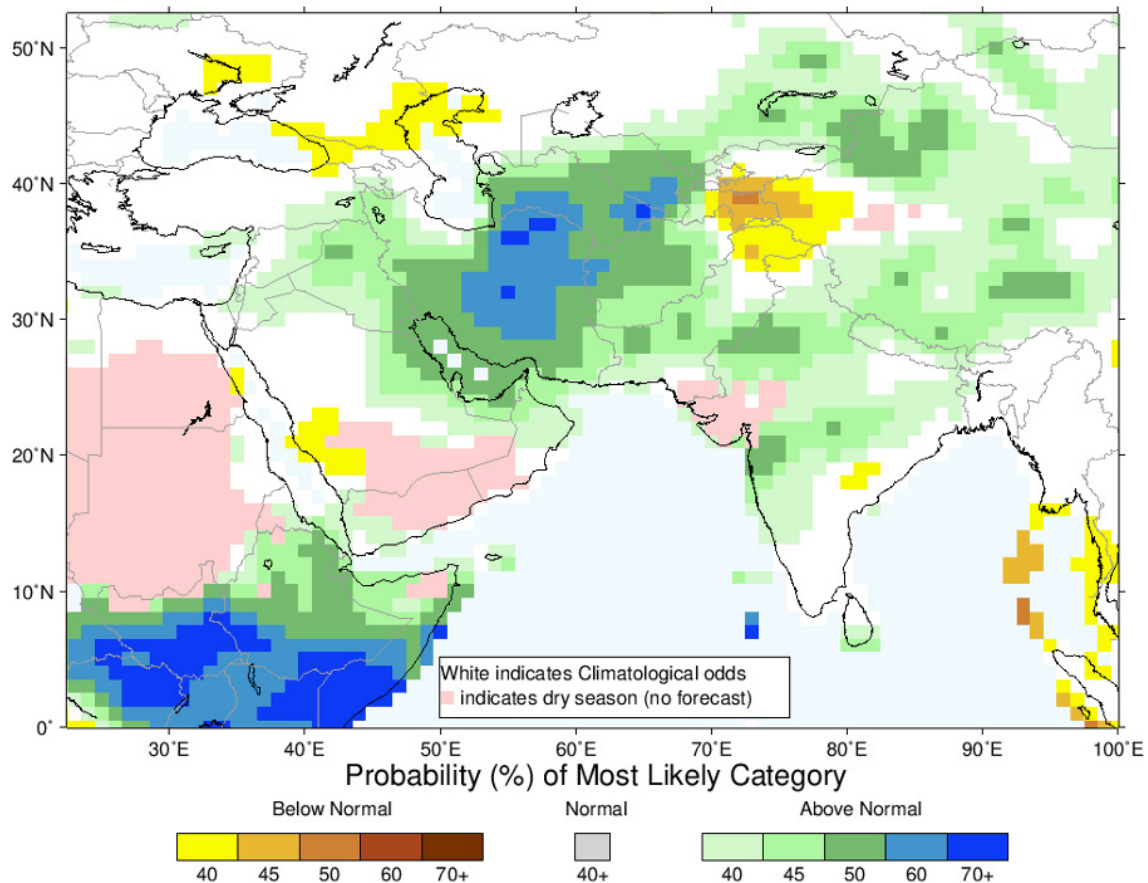 50°N
40°N
30°N
20°N
10°N
0°
White indicates Climatological odds
indicates dry season (no forecast)
30°E 40°E 50°E 60°E 70°E 80°E 90°E 100°E
Probability (%) of Most Likely Category
Below Normal Normal Above Normal
40 45 50 60 70+ 40+ 40 45 50 60 70+